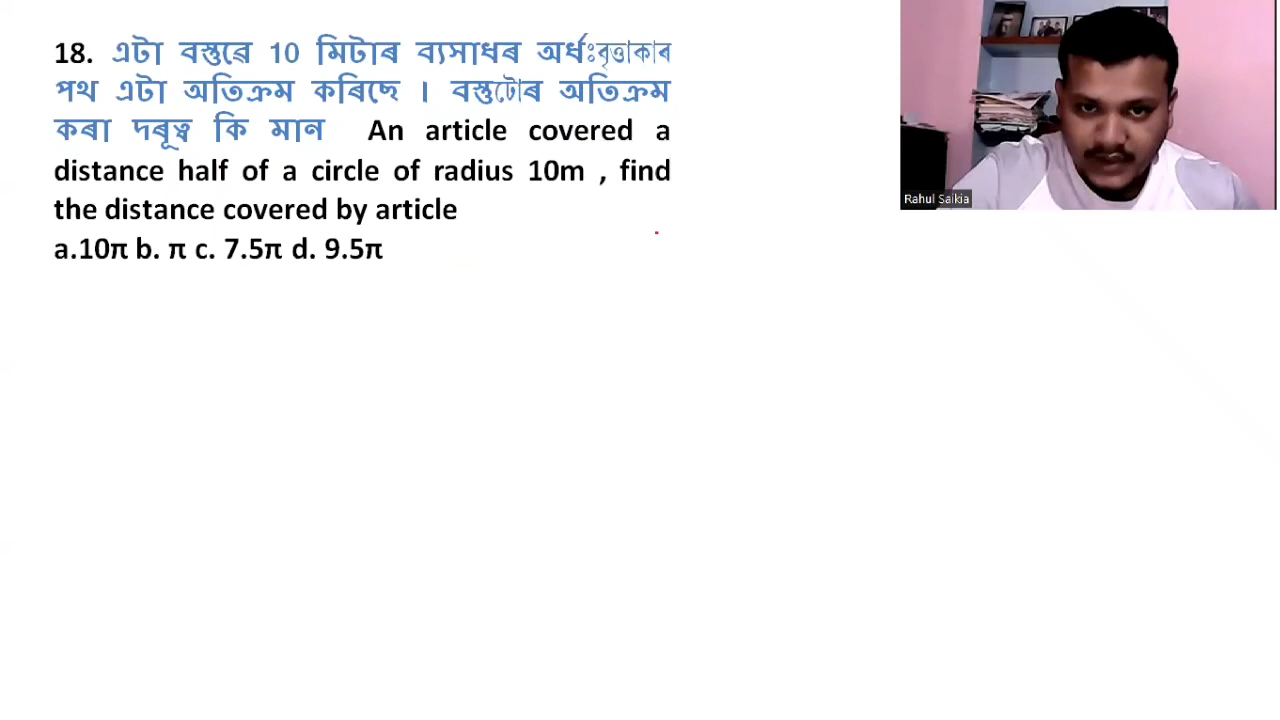 18. এটা বস্তুৱে 10 মিটাৰ ব্যসাধৰ অৰ্ধঃবৃত্তাকাৰ
পথ এটা অতিক্ৰম কৰিছে । বস্তুটোৰ অতিক্ৰম
কৰা দৰূত্ব কি মান An article covered a
distance half of a circle of radius 10m , find
the distance covered by article
a.10π b. π c. 7.5π d. 9.5π
Rahul Saikia